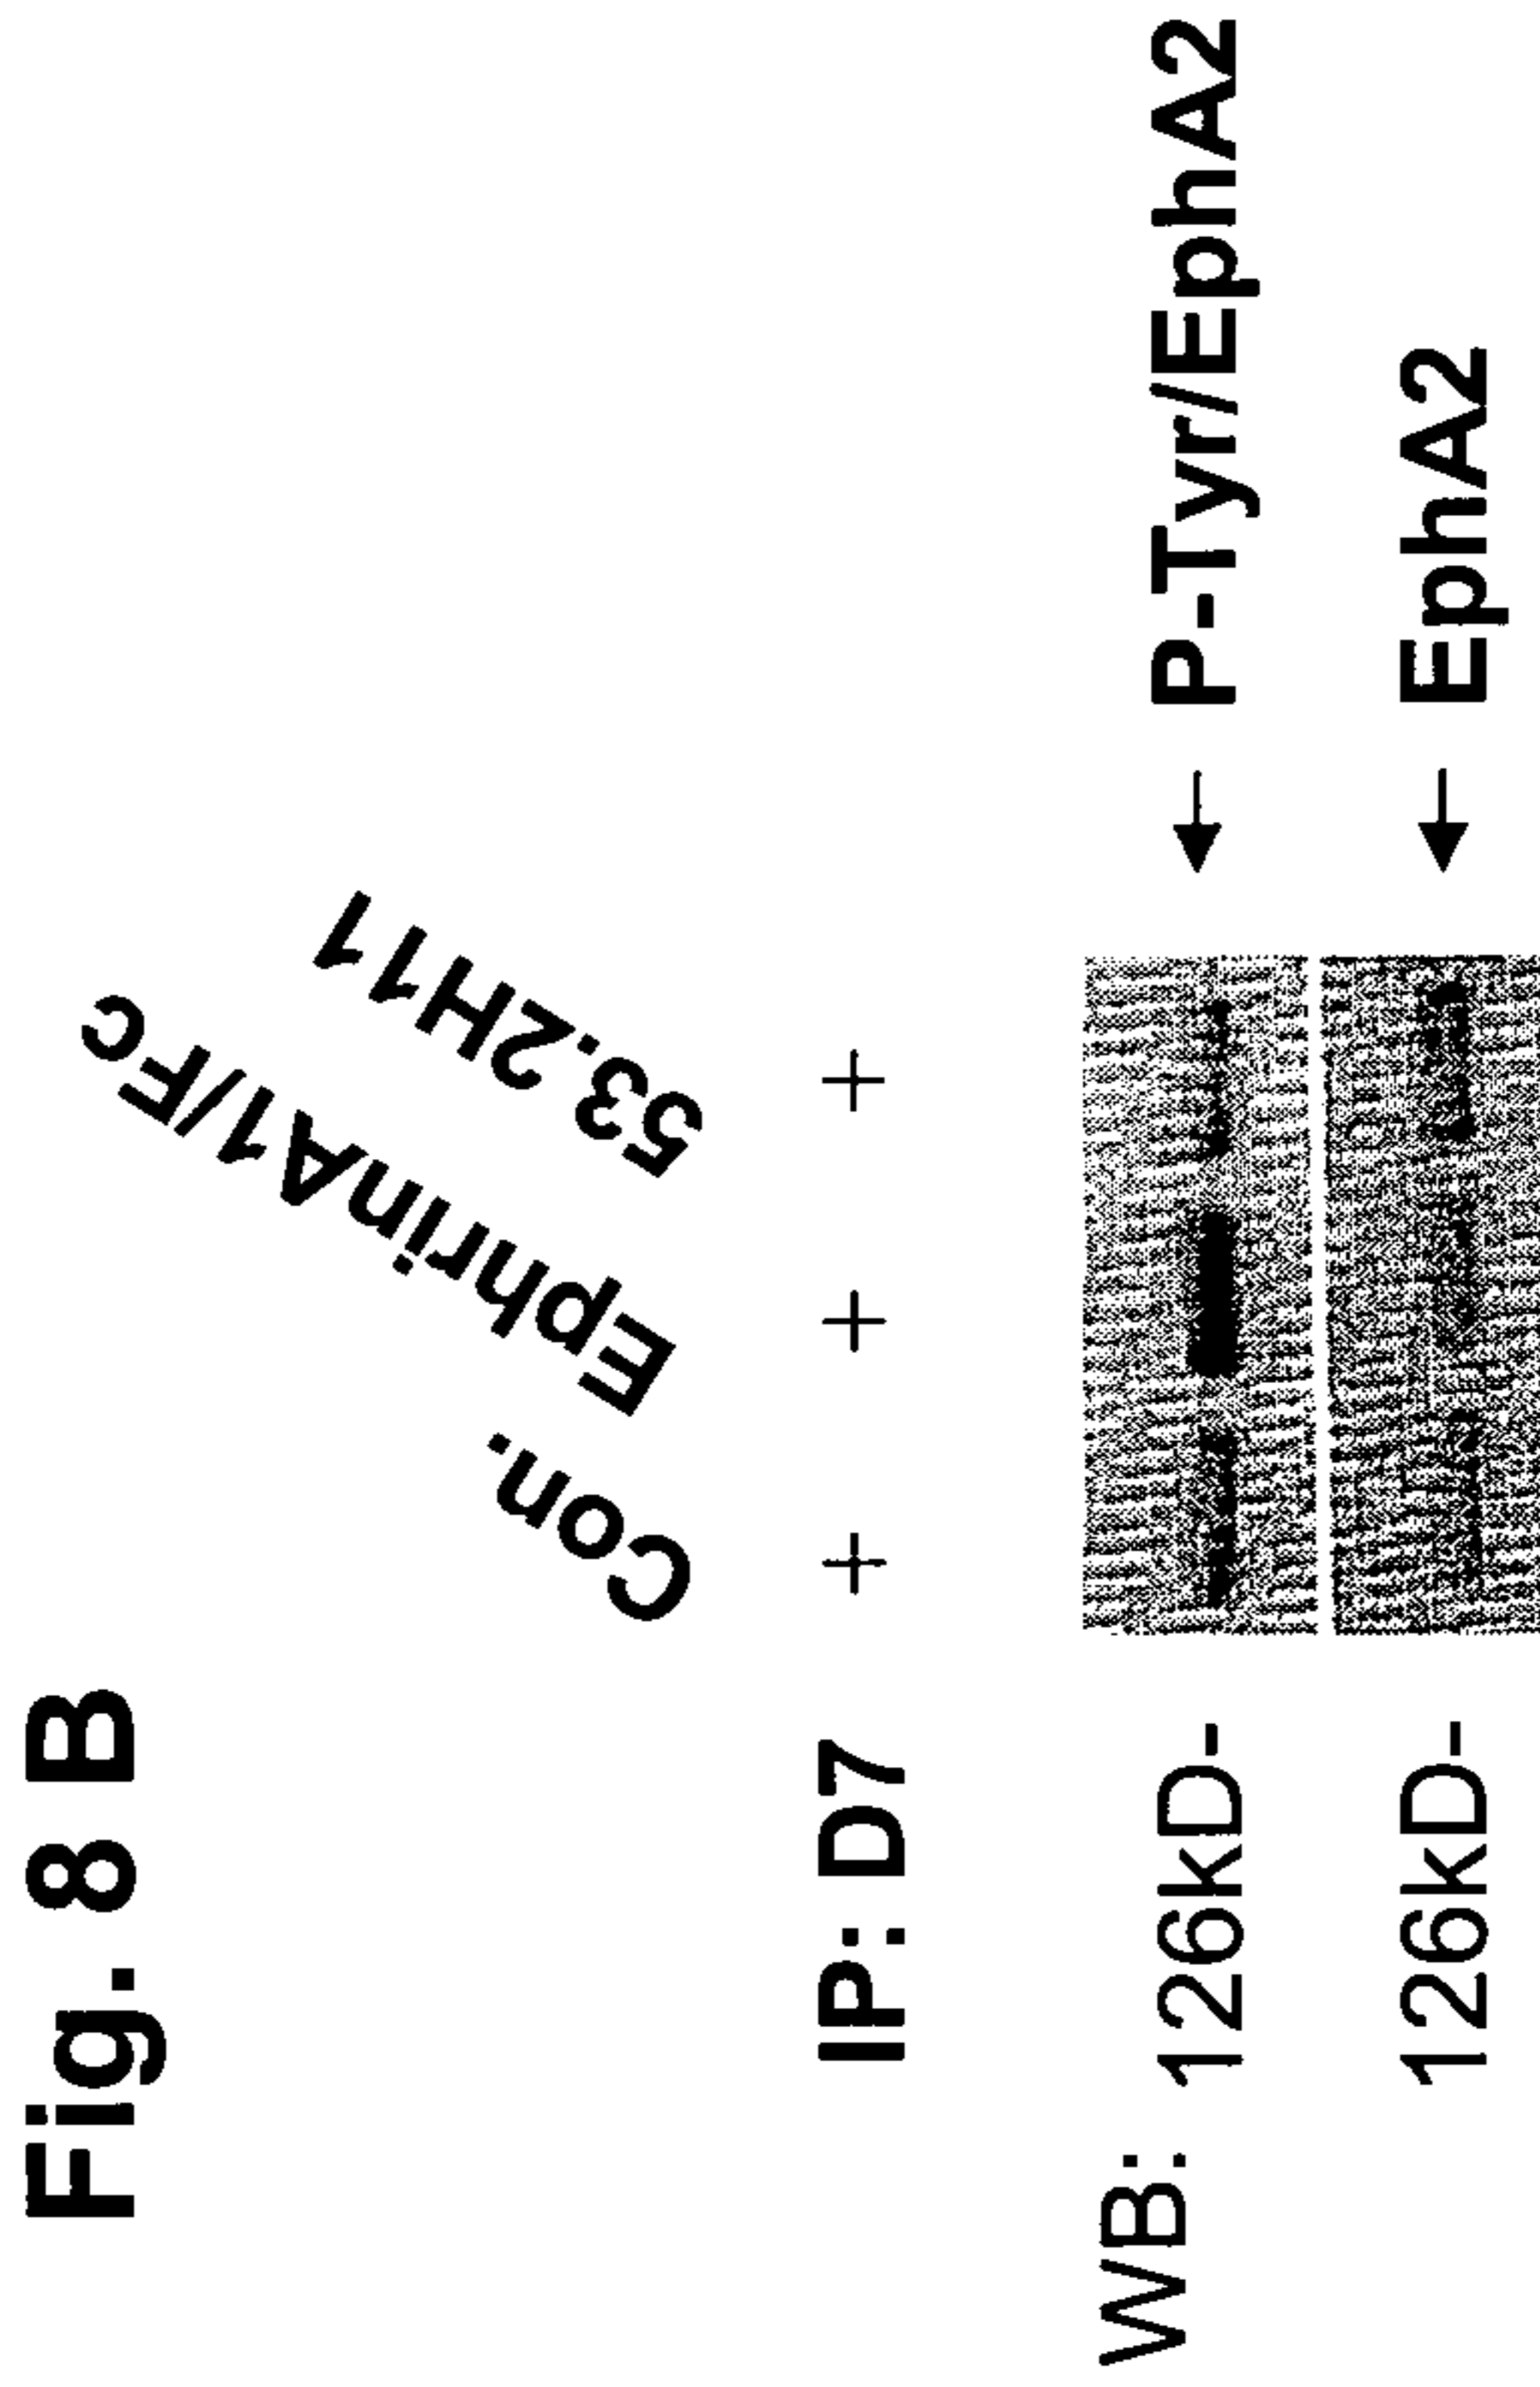 Fig. 8 B
Con. EphrinA1/Fc 53.2H11
IP: D7 + + +
WB: 126kD- P-Tyr/EphA2
126kD- EphA2